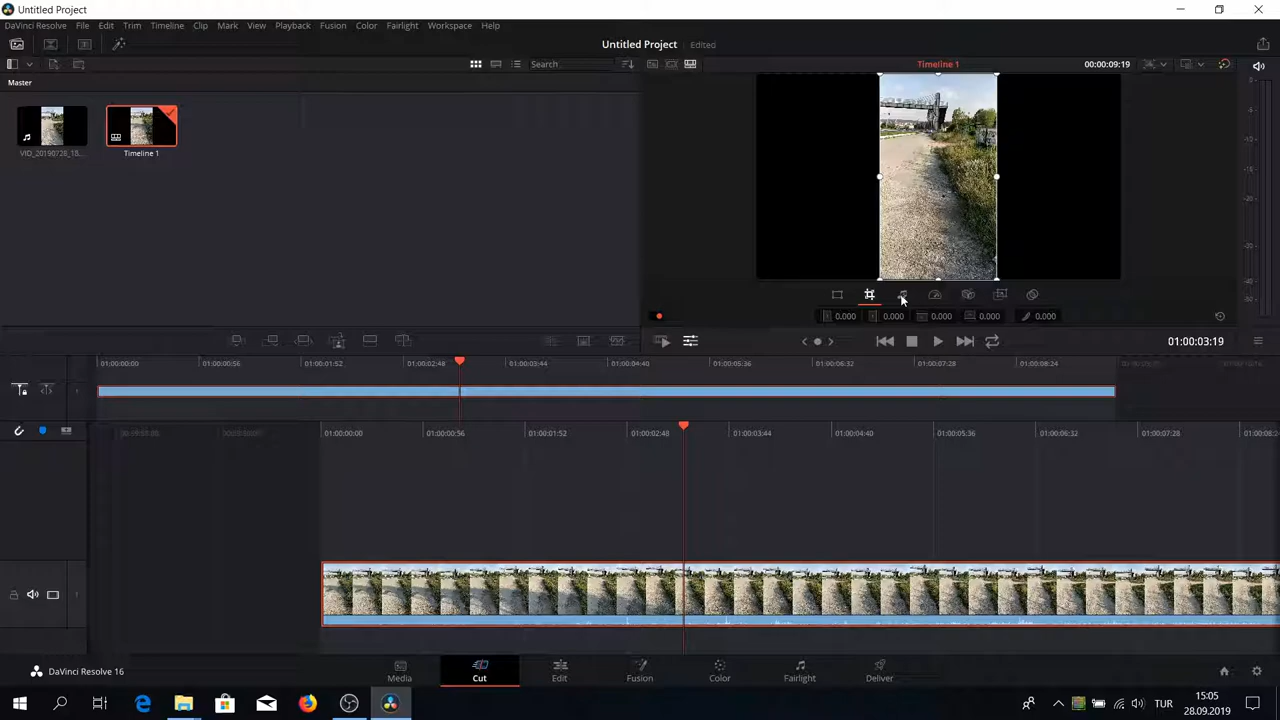 Untitled Project
DaVinci Resolve File Edit Trim Timeline Clip Mark View Playback Fusion Color Fairlight Workspace Help
Untitled Project Edited
Search
Timeline 1 00:00:09:19
Master
VID_20190728_18...
Timeline 1
0.000 0.000 0.000 0.000 0.000
01:00:03:19
01:00:00:00 01:00:00:56 01:00:01:52 01:00:02:48 01:00:03:44 01:00:04:40 01:00:05:36 01:00:06:32 01:00:07:28 01:00:08:24
01:00:00:00 01:00:00:56 01:00:01:52 01:00:02:48 01:00:03:44 01:00:04:40 01:00:05:36 01:00:06:32 01:00:07:28
DaVinci Resolve 16
Media Cut Edit Fusion Color Fairlight Deliver
TUR
15:05
28.09.2019